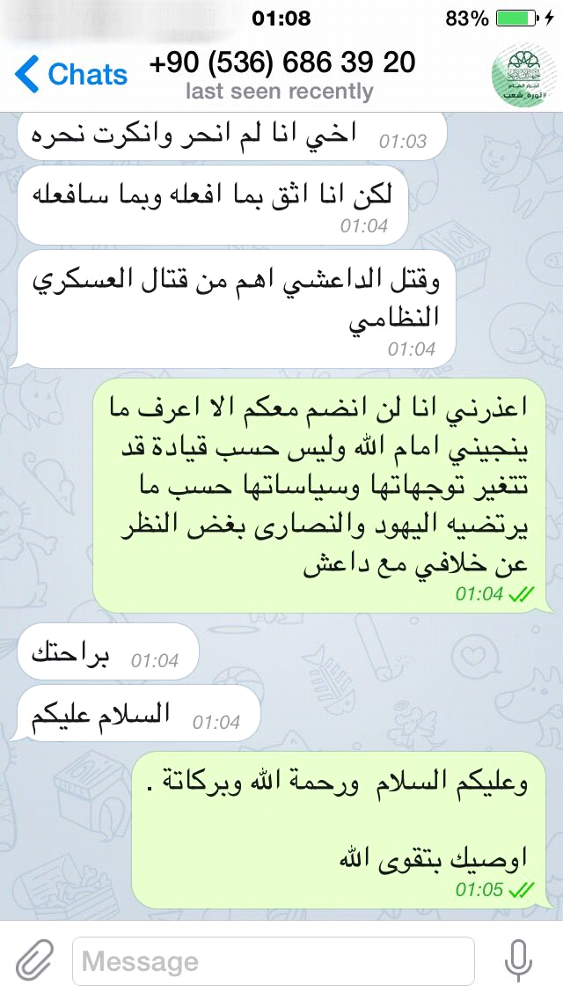 01:08
83%
Chats
+90 (536) 686 39 20
last seen recently
#ثورة_شعب
اخي انا لم انحر وانكرت نحره
01:03
لكن انا اثق بما افعله وبما سافعله
01:04
وقتل الداعشي اهم من قتال العسكري
النظامي
01:04
اعذرني انا لن انضم معكم الا اعرف ما
ينجيني امام الله وليس حسب قيادة قد
تتغير توجهاتها وسياساتها حسب ما
يرتضيه اليهود والنصارى بغض النظر
عن خلافي مع داعش
01:04
براحتك
01:04
السلام عليكم
01:04
وعليكم السلام ورحمة الله وبركاتة .
اوصيك بتقوى الله
01:05
Message